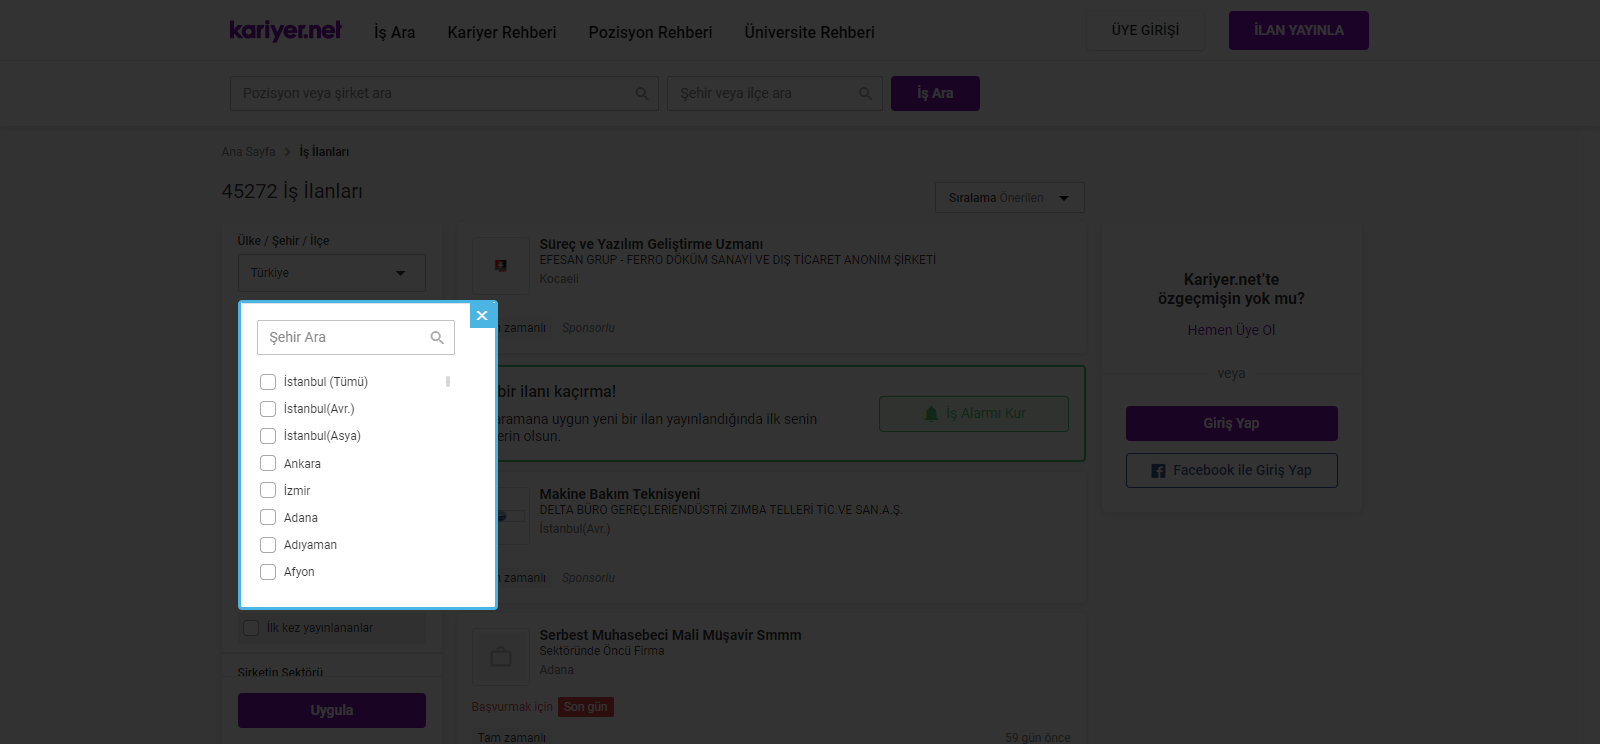 kariyer.net
İş Ara
Kariyer Rehberi
Pozisyon Rehberi
Üniversite Rehberi
ÜYE GİRİŞİ
İLAN YAYINLA
Pozisyon veya şirket ara
Şehir veya ilçe ara
İş Ara
Ana Sayfa
İş İlanları
45272 İş İlanları
Sıralama Önerilen
Ülke / Şehir / İlçe
Türkiye
Şehir Ara
İstanbul (Tümü)
İstanbul(Avr.)
İstanbul(Asya)
Ankara
İzmir
Adana
Adıyaman
Afyon
İlk kez yayınlananlar
Şirketin Sektörü
Uygula
Süreç ve Yazılım Geliştirme Uzmanı
EFESAN GRUP - FERRO DÖKÜM SANAYİ VE DIŞ TİCARET ANONİM ŞİRKETİ
Kocaeli
zamanlı
Sponsorlu
bir ilanı kaçırma!
aramana uygun yeni bir ilan yayınlandığında ilk senin
erin olsun.
İş Alarmı Kur
Makine Bakım Teknisyeni
DELTA BÜRO GEREÇLERİENDÜSTRİ ZIMBA TELLERİ TİC.VE SAN.A.Ş.
İstanbul(Avr.)
zamanlı
Sponsorlu
Serbest Muhasebeci Mali Müşavir Smmm
Sektöründe Öncü Firma
Adana
Başvurmak için Son gün
Tam zamanlı
59 gün önce
Kariyer.net'te
özgeçmişin yok mu?
Hemen Üye Ol
veya
Giriş Yap
Facebook ile Giriş Yap